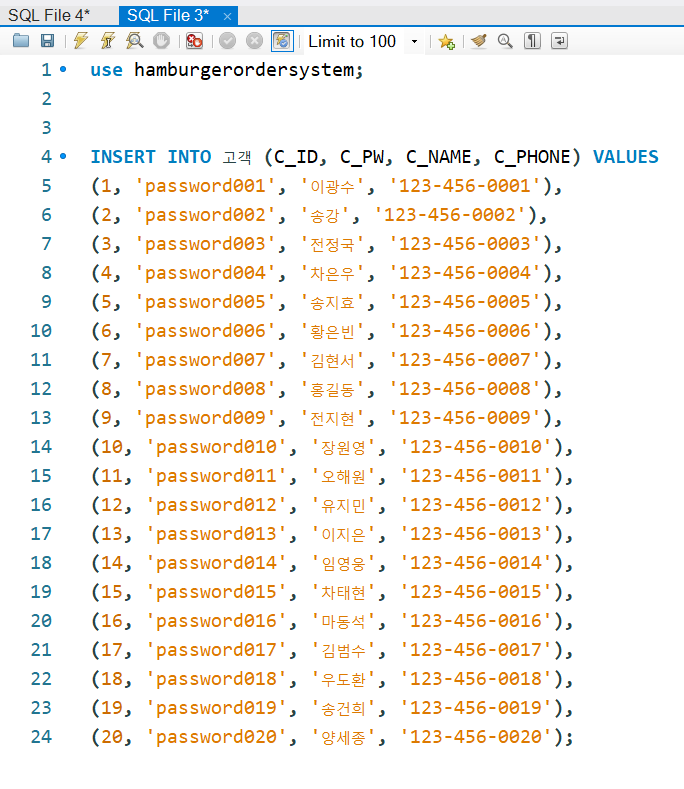 SQL File 4*
SQL File 3* ×
Limit to 100
1 use hamburgerordersystem;
2
3
4 INSERT INTO 고객 (C_ID, C_PW, C_NAME, C_PHONE) VALUES
5 (1, 'password001', '이광수', '123-456-0001'),
6 (2, 'password002', '송강', '123-456-0002'),
7 (3, 'password003', '전정국', '123-456-0003'),
8 (4, 'password004', '차은우', '123-456-0004'),
9 (5, 'password005', '송지효', '123-456-0005'),
10 (6, 'password006', '황은빈', '123-456-0006'),
11 (7, 'password007', '김현서', '123-456-0007'),
12 (8, 'password008', '홍길동', '123-456-0008'),
13 (9, 'password009', '전지현', '123-456-0009'),
14 (10, 'password010', '장원영', '123-456-0010'),
15 (11, 'password011', '오해원', '123-456-0011'),
16 (12, 'password012', '유지민', '123-456-0012'),
17 (13, 'password013', '이지은', '123-456-0013'),
18 (14, 'password014', '임영웅', '123-456-0014'),
19 (15, 'password015', '차태현', '123-456-0015'),
20 (16, 'password016', '마동석', '123-456-0016'),
21 (17, 'password017', '김범수', '123-456-0017'),
22 (18, 'password018', '우도환', '123-456-0018'),
23 (19, 'password019', '송건희', '123-456-0019'),
24 (20, 'password020', '양세종', '123-456-0020');